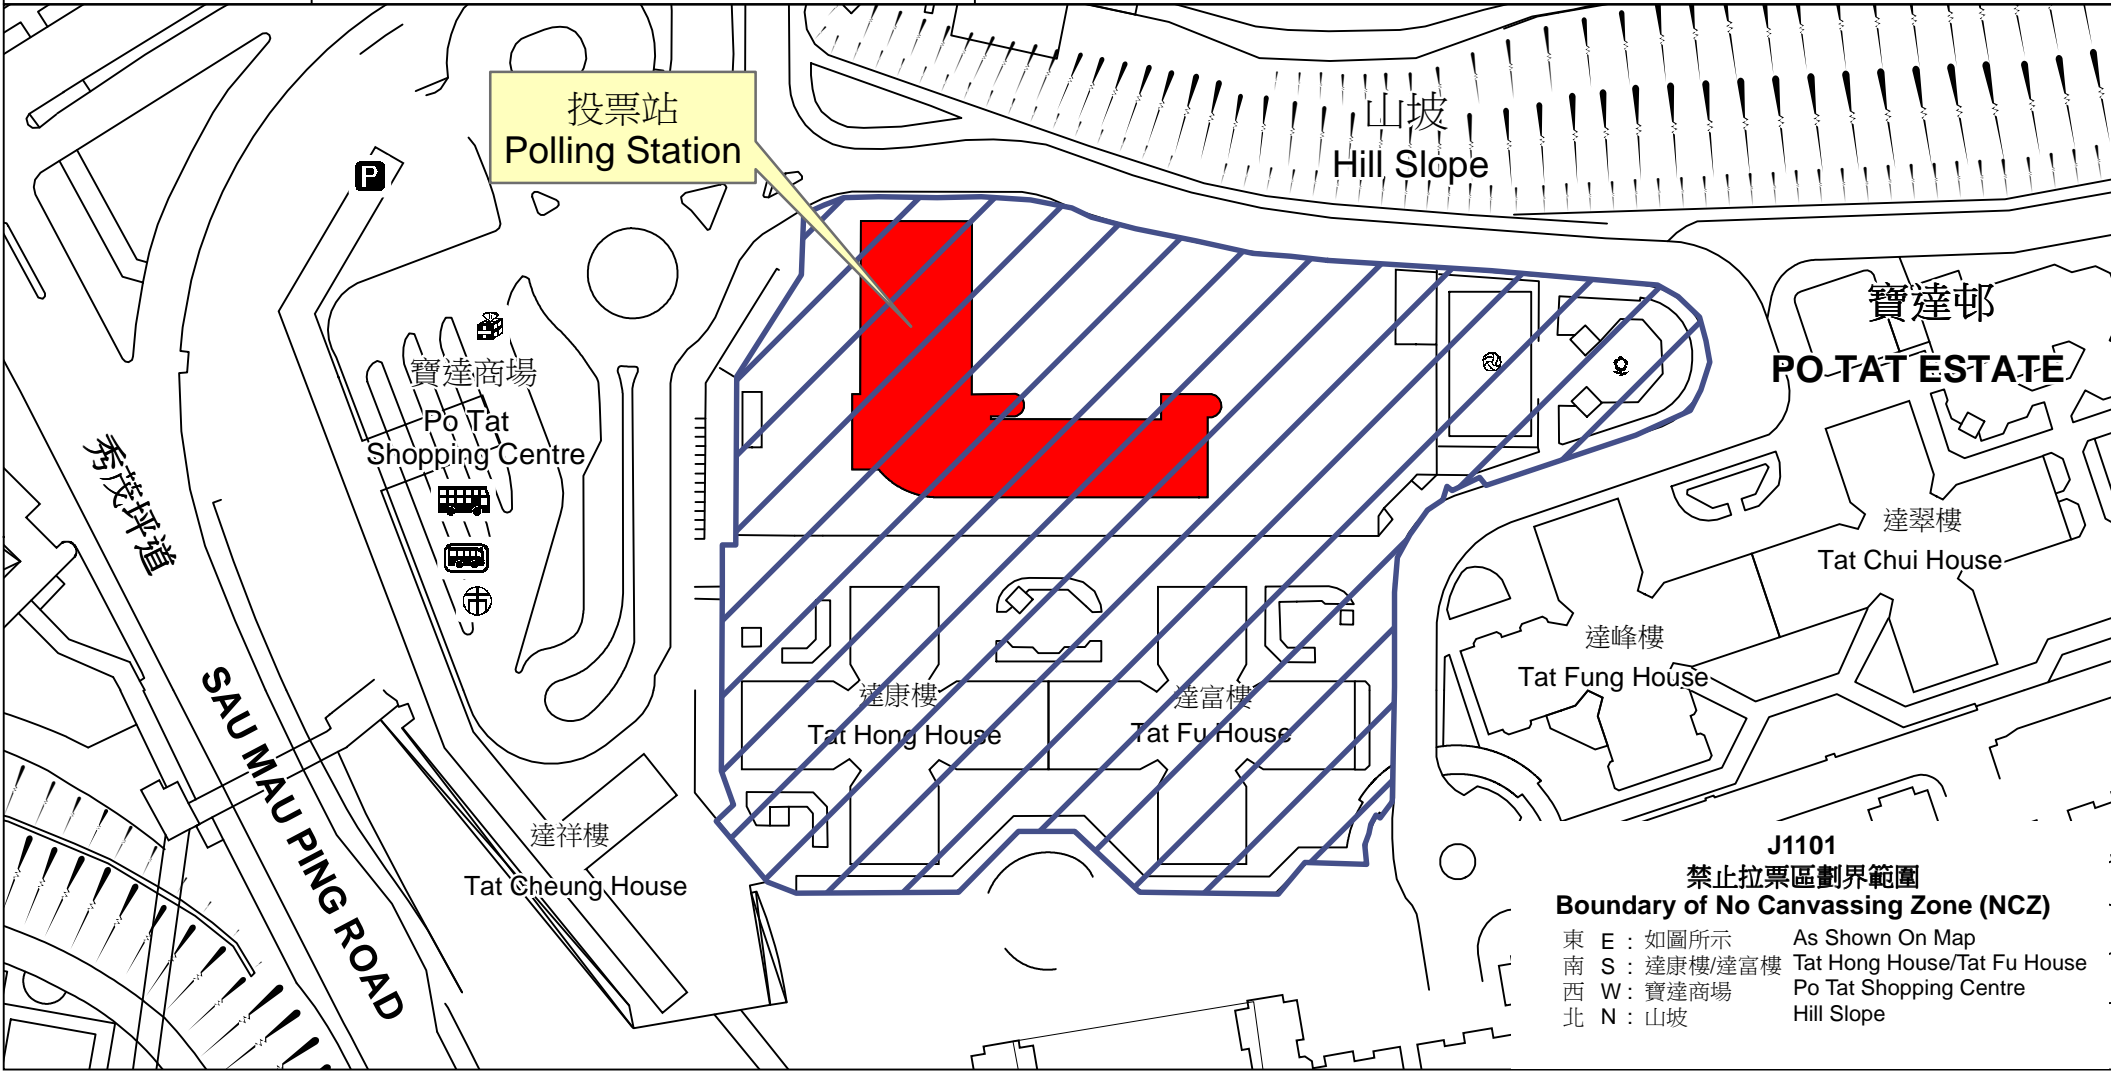 投票站
Polling Station
山坡
Hill Slope
P
寶達邨
PO TAT ESTATE
寶達商場
Po Tat
Shopping Centre
秀茂坪道
SAU MAU PING ROAD
達翠樓
Tat Chui House
達峰樓
Tat Fung House
達康樓
Tat Hong House
達富樓
Tat Fu House
達祥樓
Tat Cheung House
J1101
禁止拉票區劃界範圍
Boundary of No Canvassing Zone (NCZ)
東 E : 如圖所示 As Shown On Map
南 S : 達康樓/達富樓 Tat Hong House/Tat Fu House
西 W : 寶達商場 Po Tat Shopping Centre
北 N : 山坡 Hill Slope